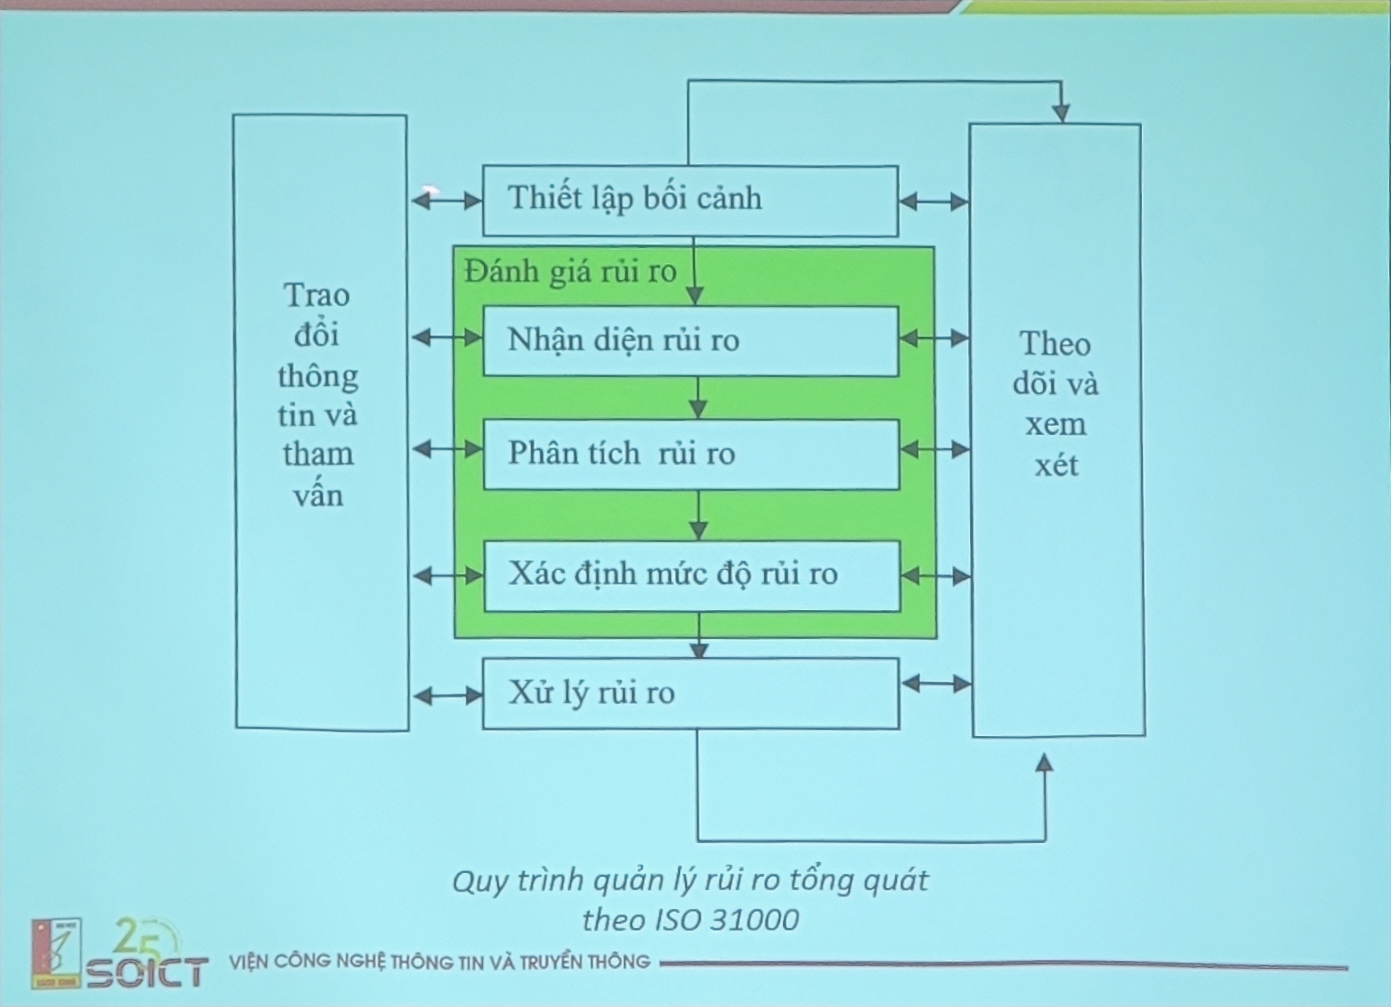 Thiết lập bối cảnh
Đánh giá rủi ro
Nhận diện rủi ro
Phân tích rủi ro
Xác định mức độ rủi ro
Xử lý rủi ro
Trao
đổi
thông
tin và
tham
vấn
Theo
dõi và
xem
xét
Quy trình quản lý rủi ro tổng quát
theo ISO 31000
25
SOICT
VIỆN CÔNG NGHỆ THÔNG TIN VÀ TRUYỀN THÔNG